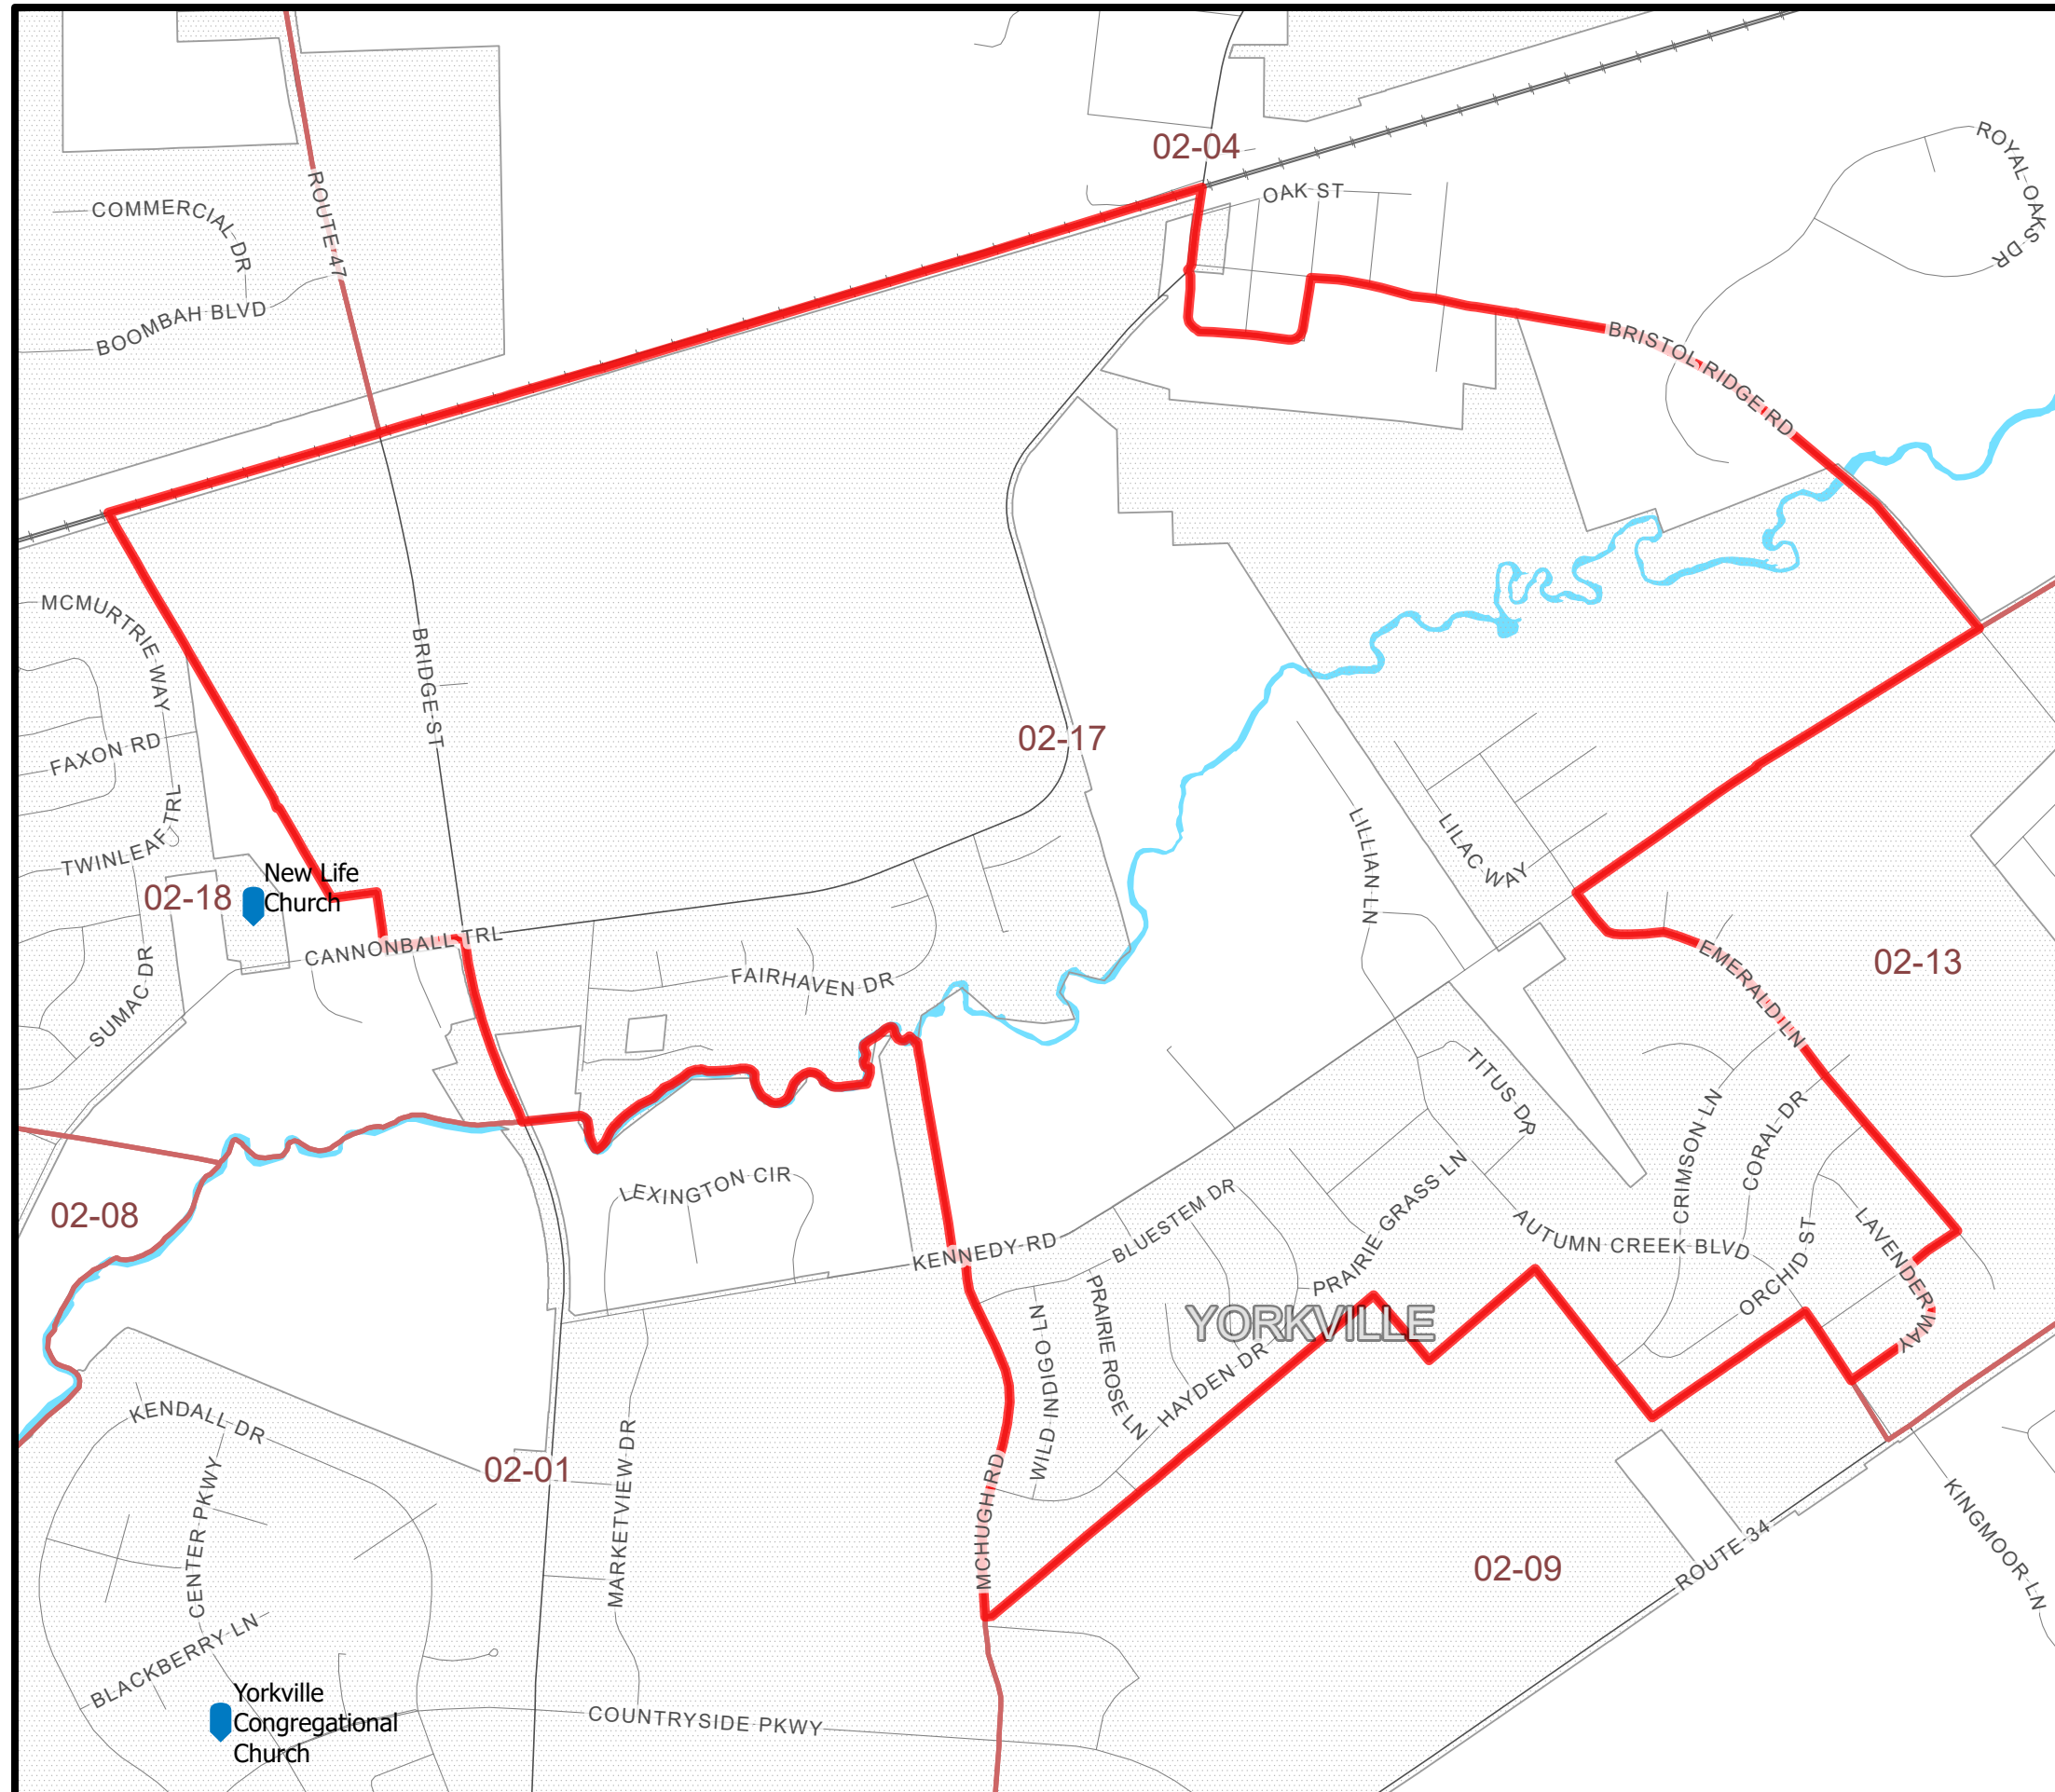 02-04
OAK ST
ROYAL OAKS DR
COMMERCIAL DR
ROUTE 47
BOOMBAH BLVD
BRISTOL RIDGE RD
MCMURTRIE WAY
BRIDGE ST
FAXON RD
02-17
TWINLEAF TRL
LILLIAN LN
LILAC WAY
New Life
Church
02-18
CANNONBALL TRL
SUMAC DR
FAIRHAVEN DR
EMERALD LN
02-13
TITUS DR
CRIMSON LN
CORAL DR
LEXINGTON CIR
02-08
KENNEDY RD
BLUESTEM DR
PRAIRIE GRASS LN
AUTUMN CREEK BLVD
ORCHID ST
LAVENDER WAY
WILD INDIGO LN
PRAIRIE ROSE LN
YORKVILLE
HAYDEN DR
KENDALL DR
CENTER PKWY
02-01
MARKETVIEW DR
MCHUGH RD
02-09
ROUTE 34
KINGMOOR LN
BLACKBERRY LN
Yorkville
Congregational
Church
COUNTRYSIDE PKWY